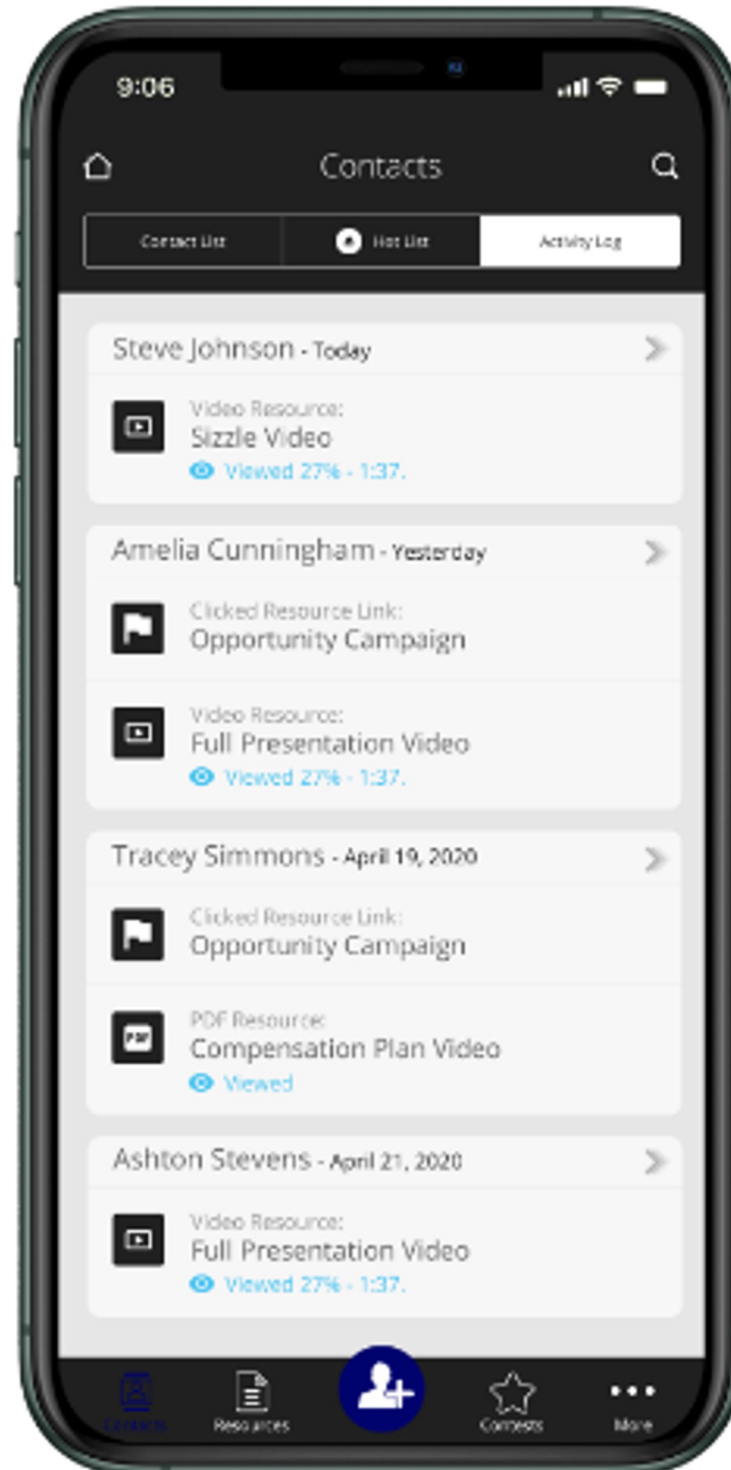 9:06
Contacts
Contact List
Hot List
Activity Log
Steve Johnson - Today
Video Resource:
Sizzle Video
Viewed 27% - 1:37.
Amelia Cunningham - Yesterday
Clicked Resource Link:
Opportunity Campaign
Video Resource:
Full Presentation Video
Viewed 27% - 1:37.
Tracey Simmons - April 19, 2020
Clicked Resource Link:
Opportunity Campaign
PDF
PDF Resource:
Compensation Plan Video
Viewed
Ashton Stevens - April 21, 2020
Video Resource:
Full Presentation Video
Viewed 27% - 1:37.
Contacts
Resources
Contests
More